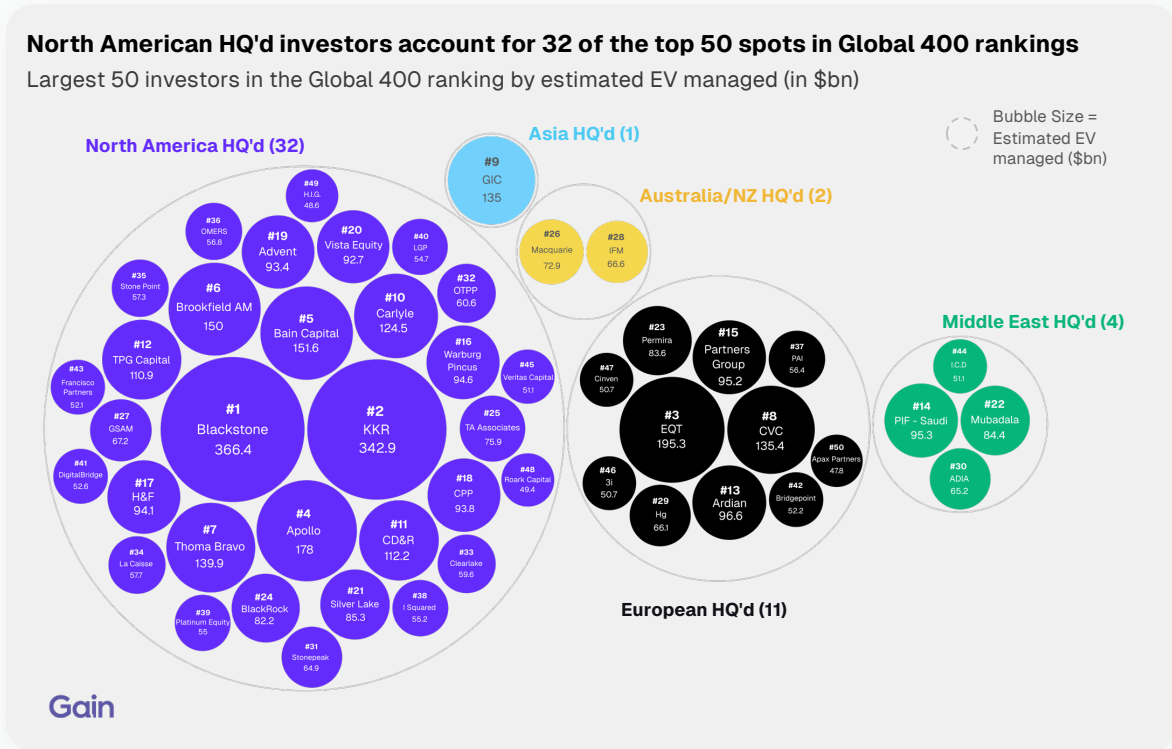 North American HQ'd investors account for 32 of the top 50 spots in Global 400 rankings
Largest 50 investors in the Global 400 ranking by estimated EV managed (in $bn)
Bubble Size =
Estimated EV
managed ($bn)
North America HQ'd (32)
#49
H.I.G.
48.6
#36
OMERS
56.8
#19
Advent
93.4
#20
Vista Equity
92.7
#40
LGP
54.7
#35
Stone Point
57.3
#6
Brookfield AM
150
#5
Bain Capital
151.6
#10
Carlyle
124.5
#32
OTPP
60.6
#12
TPG Capital
110.9
#16
Warburg
Pincus
94.6
#43
Francisco
Partners
52.1
#45
Veritas Capital
51.1
#27
GSAM
67.2
#1
Blackstone
366.4
#2
KKR
342.9
#25
TA Associates
75.9
#41
DigitalBridge
52.6
#17
H&F
94.1
#18
CPP
93.8
#48
Roark Capital
49.4
#7
Thoma Bravo
139.9
#4
Apollo
178
#11
CD&R
112.2
#34
La Caisse
57.7
#33
Clearlake
59.6
#39
Platinum Equity
55
#24
BlackRock
82.2
#21
Silver Lake
85.3
#38
I Squared
55.2
#31
Stonepeak
64.9
Asia HQ'd (1)
#9
GIC
135
Australia/NZ HQ'd (2)
#26
Macquarie
72.9
#28
IFM
66.6
#23
Permira
83.6
#15
Partners
Group
95.2
#37
PAI
56.4
#47
Cinven
50.7
#3
EQT
195.3
#8
CVC
135.4
#50
Apax Partners
47.8
#46
3i
50.7
#29
Hg
66.1
#13
Ardian
96.6
#42
Bridgepoint
52.2
European HQ'd (11)
Middle East HQ'd (4)
#44
I.C.D
51.1
#14
PIF - Saudi
95.3
#22
Mubadala
84.4
#30
ADIA
65.2
Gain